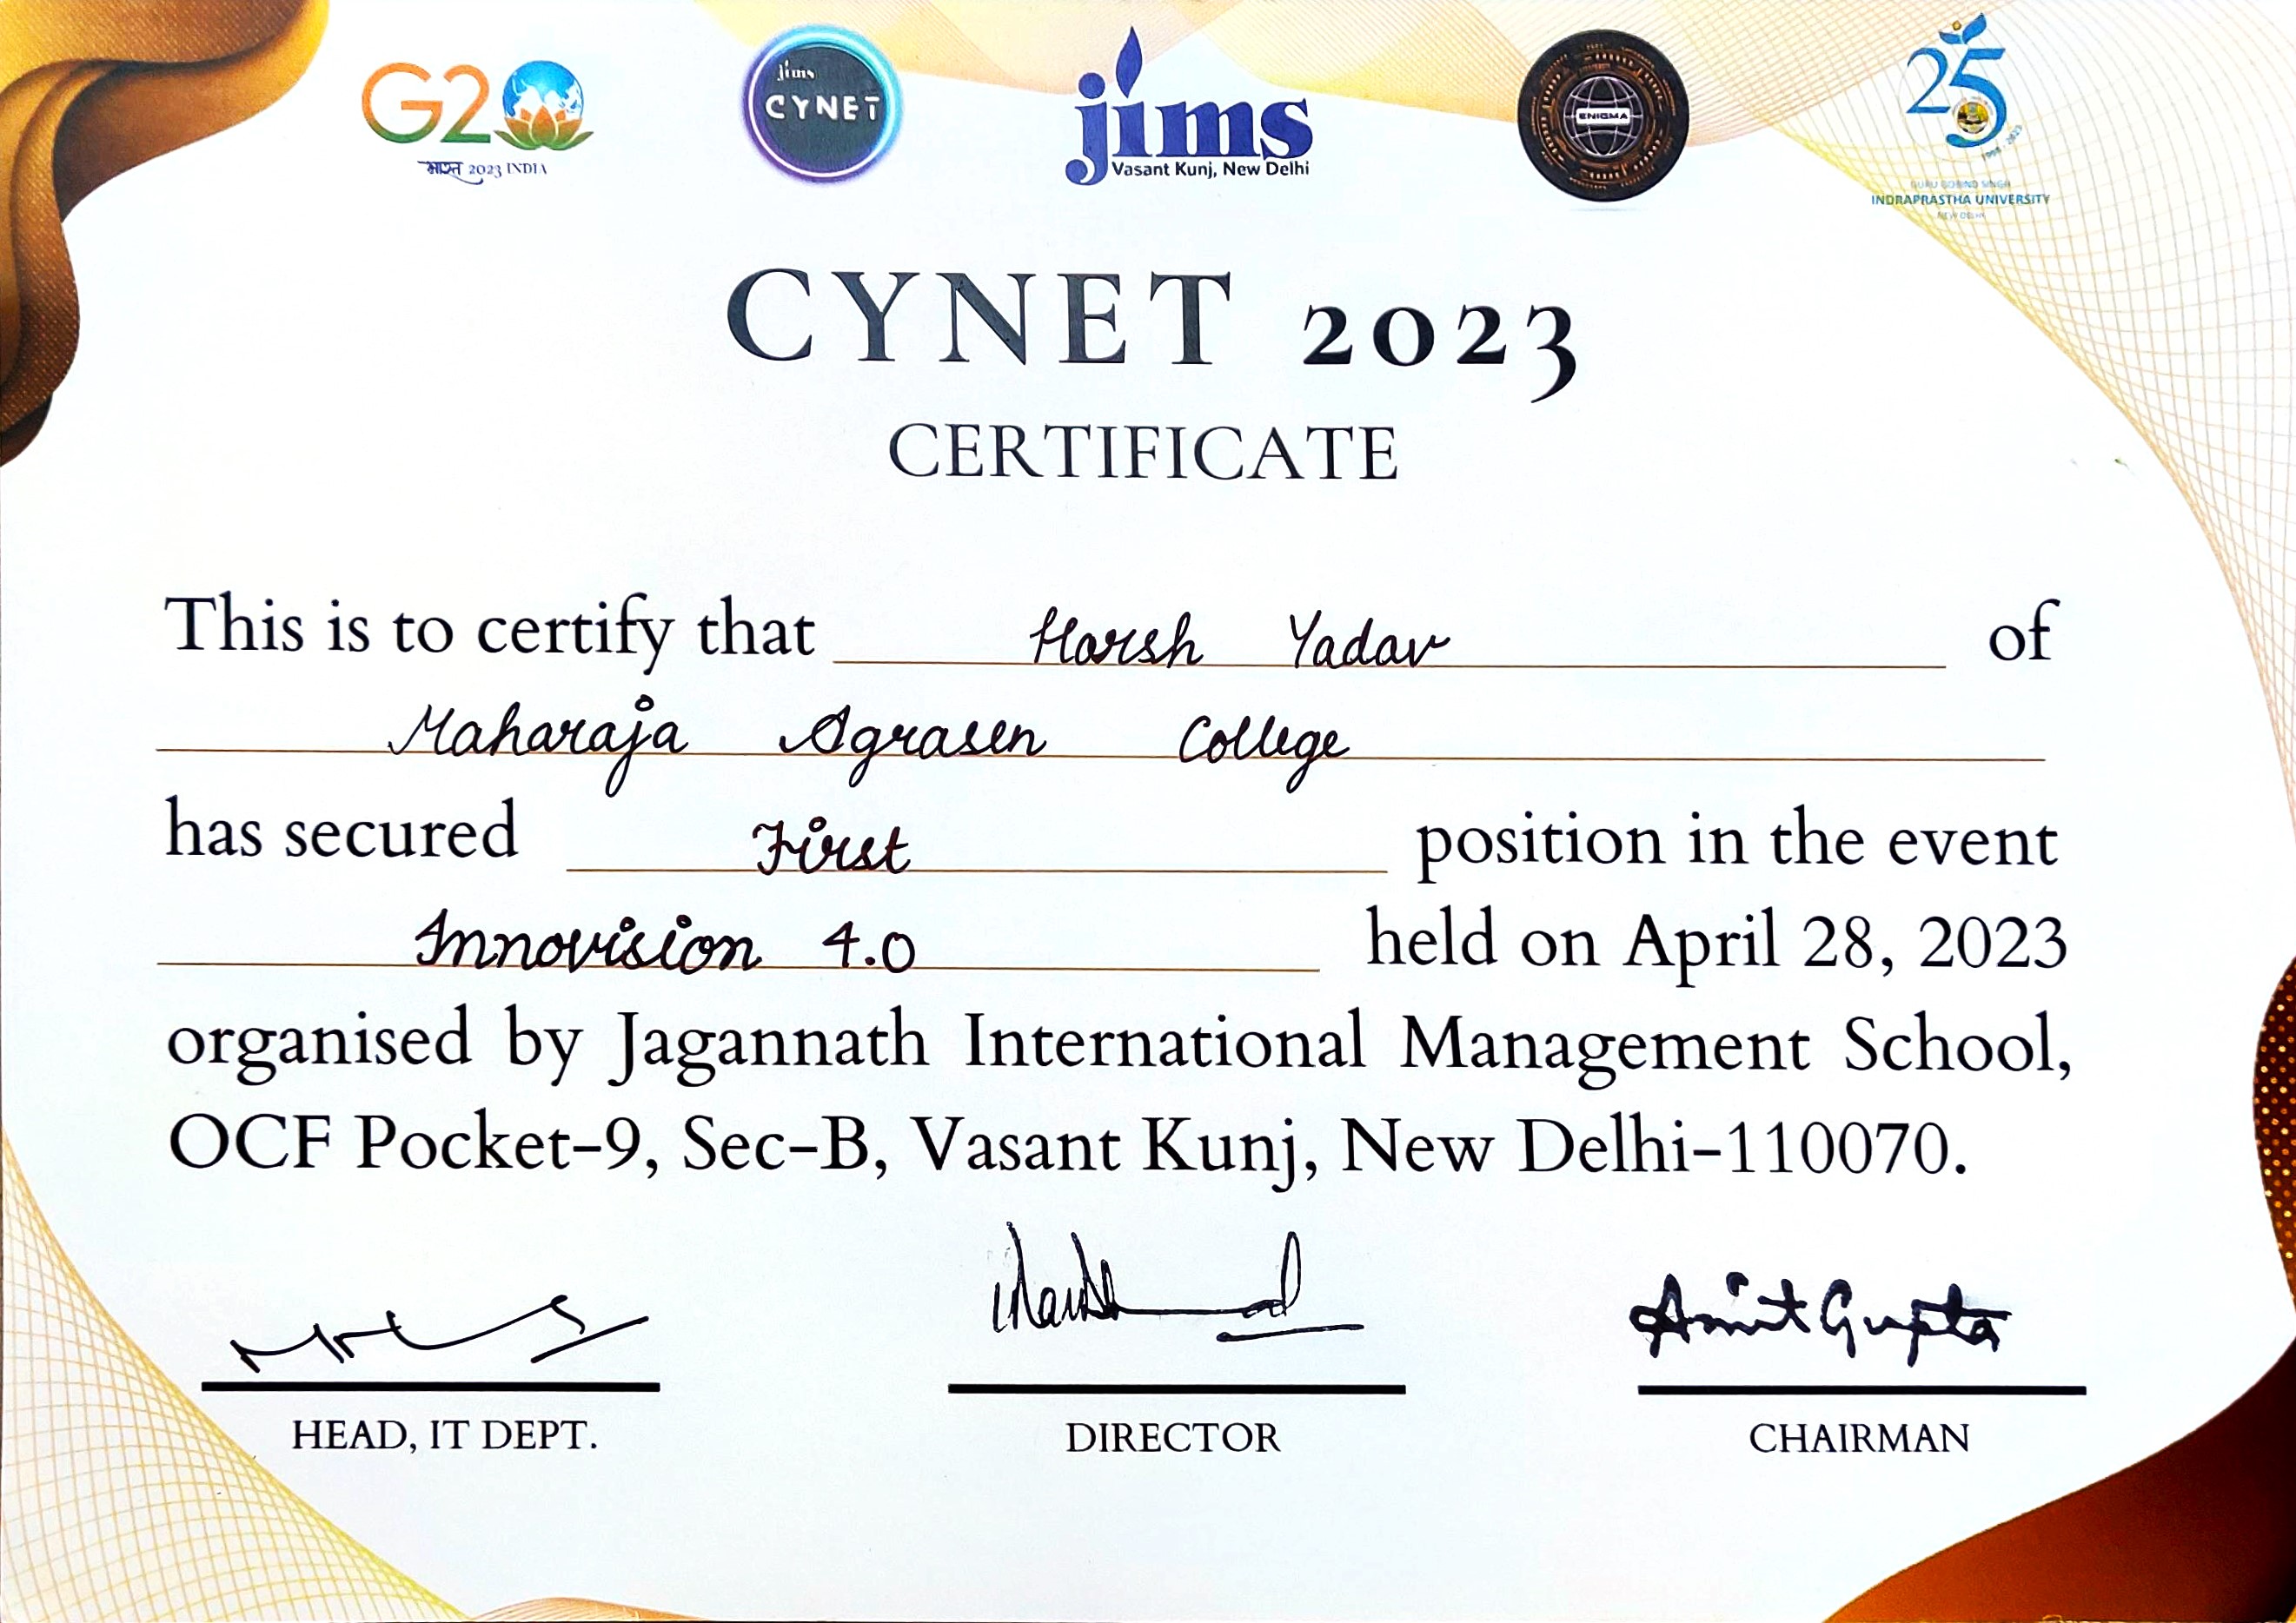 G20
भारत 2023 INDIA
jims
CYNET
jims
Vasant Kunj, New Delhi
ENIGMA
25
1998 - 2023
GURU GOBIND SINGH
INDRAPRASTHA UNIVERSITY
NEW DELHI
CYNET 2023
CERTIFICATE
This is to certify that Harsh Yadav of
Maharaja Agrasen College
has secured First position in the event
Innovision 4.0 held on April 28, 2023
organised by Jagannath International Management School,
OCF Pocket-9, Sec-B, Vasant Kunj, New Delhi-110070.
Amit Gupta
HEAD, IT DEPT.
DIRECTOR
CHAIRMAN